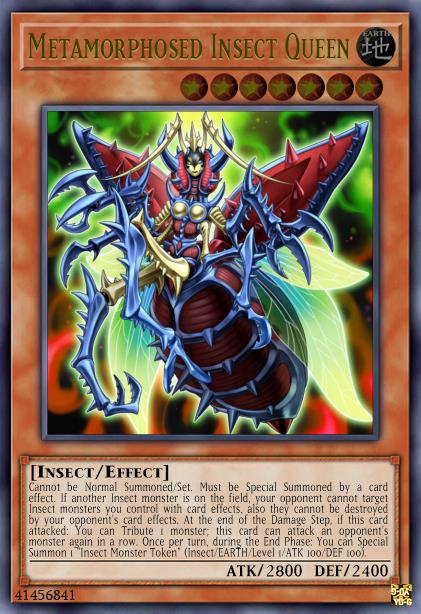 METAMORPHOSED INSECT QUEEN
EARTH
地
[INSECT/EFFECT]
Cannot be Normal Summoned/Set. Must be Special Summoned by a card
effect. If another Insect monster is on the field, your opponent cannot target
Insect monsters you control with card effects, also they cannot be destroyed
by your opponent's card effects. At the end of the Damage Step, if this card
attacked: You can Tribute 1 monster; this card can attack an opponent's
monster again in a row. Once per turn, during the End Phase: You can Special
Summon 1 "Insect Monster Token" (Insect/EARTH/Level 1/ATK 100/DEF 100).
ATK/2800 DEF/2400
41456841